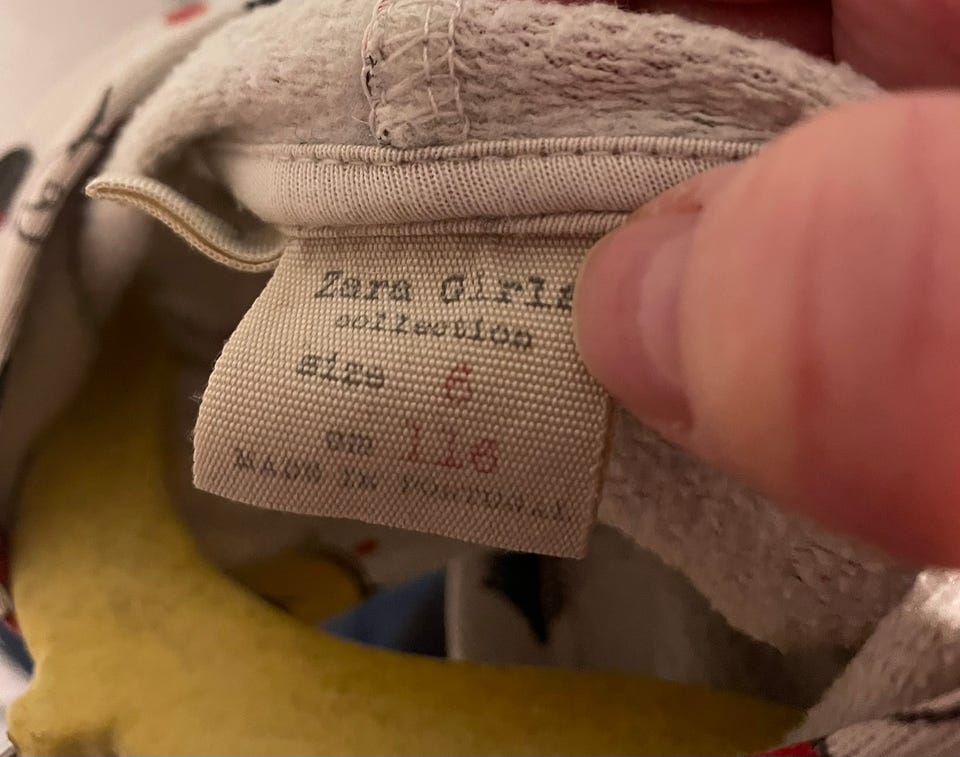 Zara Girls
collection
size 6
cm 116
MADE IN PORTUGAL